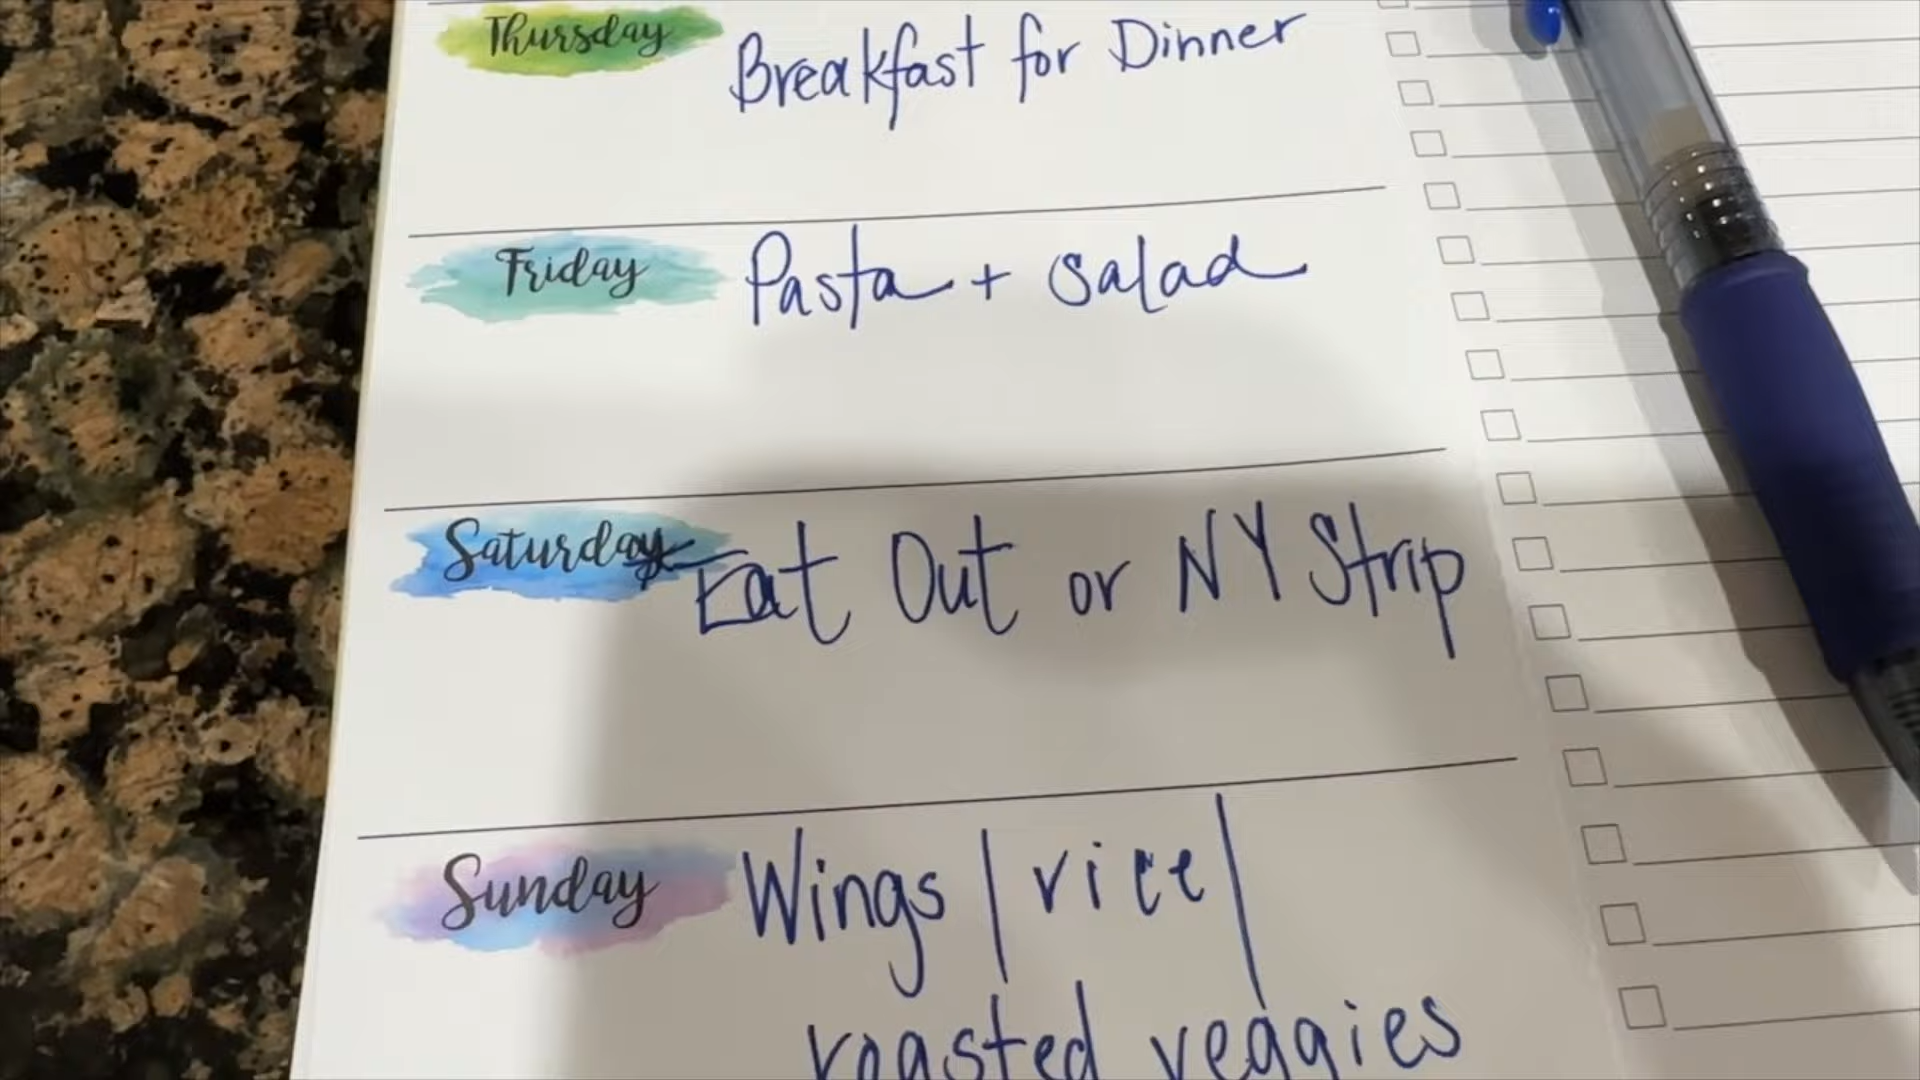 Thursday Breakfast for Dinner
Friday Pasta + Salad
Saturday Eat Out or NY Strip
Sunday Wings | rice |
roasted veggies